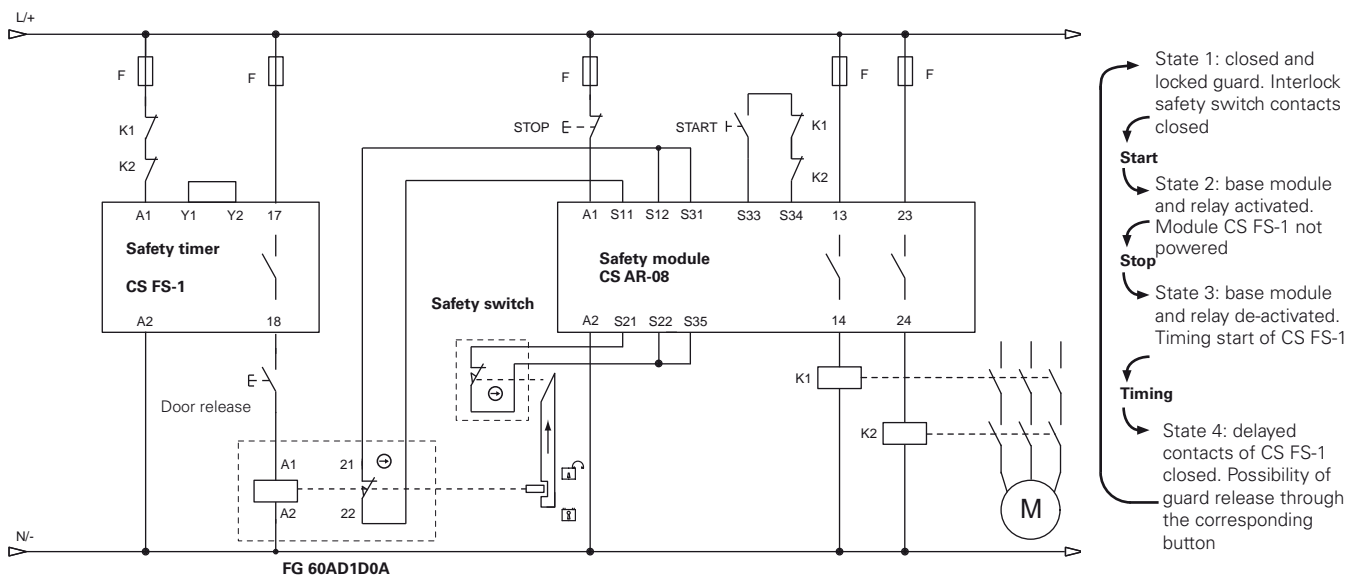 L/+
F
F
F
F
F
K1
K2
STOP
START
K1
K2
A1 Y1 Y2 17
Safety timer
CS FS-1
A2 18
A1 S11 S12 S31 S33 S34 13 23
Safety module
CS AR-08
A2 S21 S22 S35 14 24
Safety switch
Door release
K1
K2
A1 21
A2 22
M
N/-
FG 60AD1D0A
State 1: closed and
locked guard. Interlock
safety switch contacts
closed
Start
State 2: base module
and relay activated.
Module CS FS-1 not
powered
Stop
State 3: base module
and relay de-activated.
Timing start of CS FS-1
Timing
State 4: delayed
contacts of CS FS-1
closed. Possibility of
guard release through
the corresponding
button